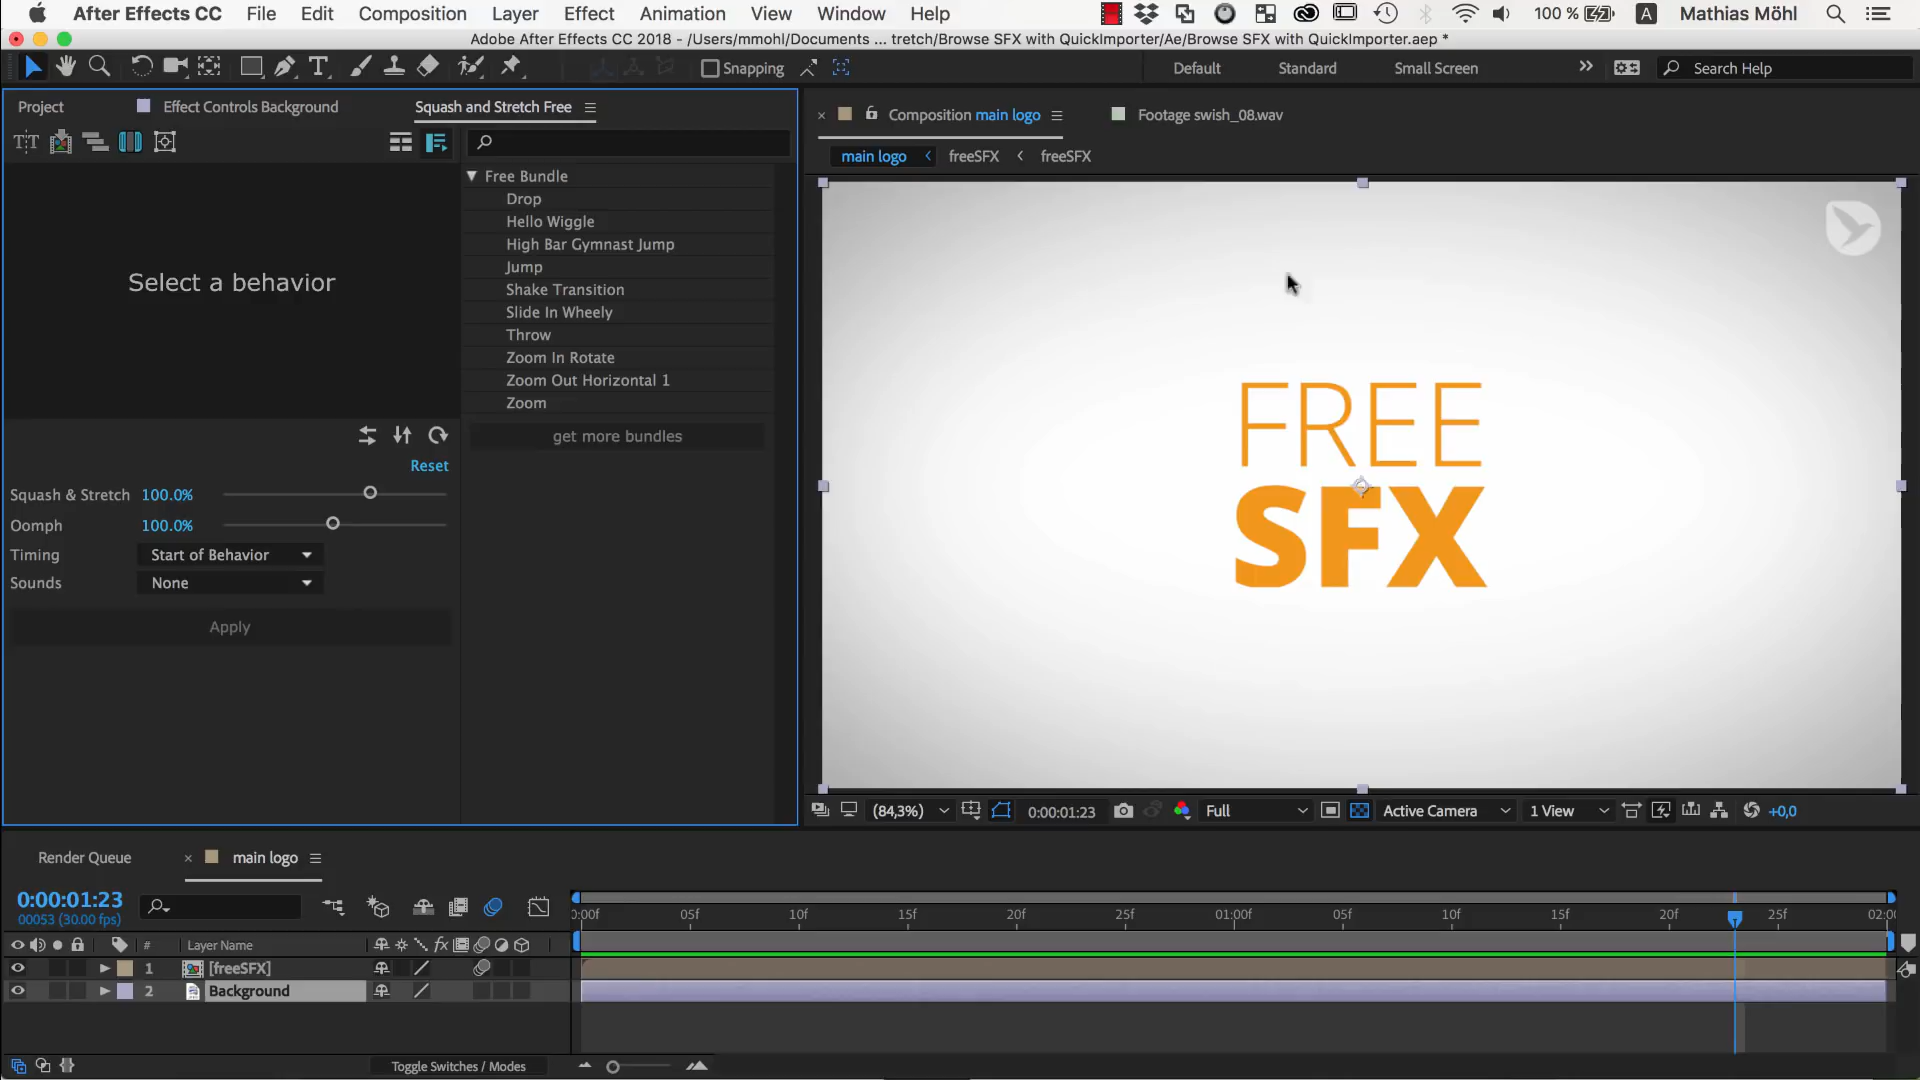 After Effects CC File Edit Composition Layer Effect Animation View Window Help 100 % A Mathias Möhl
Adobe After Effects CC 2018 - /Users/mmohl/Documents ... tretch/Browse SFX with QuickImporter/Ae/Browse SFX with QuickImporter.aep *
Snapping Default Standard Small Screen Search Help
Project Effect Controls Background Squash and Stretch Free
Composition main logo Footage swish_08.wav
main logo freeSFX freeSFX
Select a behavior
Free Bundle
Drop
Hello Wiggle
High Bar Gymnast Jump
Jump
Shake Transition
Slide In Wheely
Throw
Zoom In Rotate
Zoom Out Horizontal 1
Zoom
get more bundles
Reset
Squash & Stretch 100.0%
Oomph 100.0%
Timing Start of Behavior
Sounds None
Apply
FREE
SFX
(84,3%) 0:00:01:23 Full Active Camera 1 View +0,0
Render Queue main logo
0:00:01:23
00053 (30.00 fps)
0:00f 05f 10f 15f 20f 25f 01:00f 05f 10f 15f 20f 25f 02:00
# Layer Name fx
1 [freeSFX]
2 Background
Toggle Switches / Modes